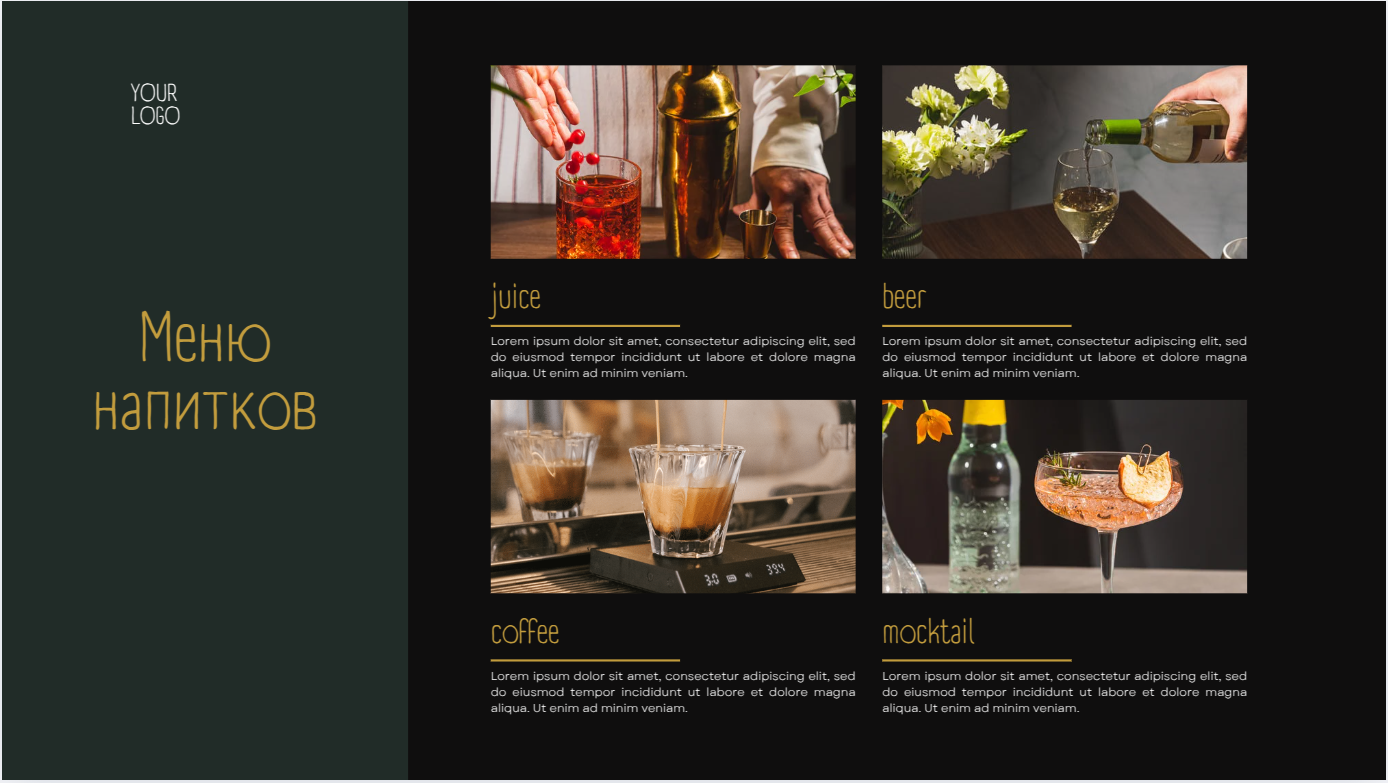 YOUR
LOGO
Меню
напитков
juice
Lorem ipsum dolor sit amet, consectetur adipiscing elit, sed
do eiusmod tempor incididunt ut labore et dolore magna
aliqua. Ut enim ad minim veniam.
beer
Lorem ipsum dolor sit amet, consectetur adipiscing elit, sed
do eiusmod tempor incididunt ut labore et dolore magna
aliqua. Ut enim ad minim veniam.
3.0 39.4
coffee
Lorem ipsum dolor sit amet, consectetur adipiscing elit, sed
do eiusmod tempor incididunt ut labore et dolore magna
aliqua. Ut enim ad minim veniam.
mocktail
Lorem ipsum dolor sit amet, consectetur adipiscing elit, sed
do eiusmod tempor incididunt ut labore et dolore magna
aliqua. Ut enim ad minim veniam.